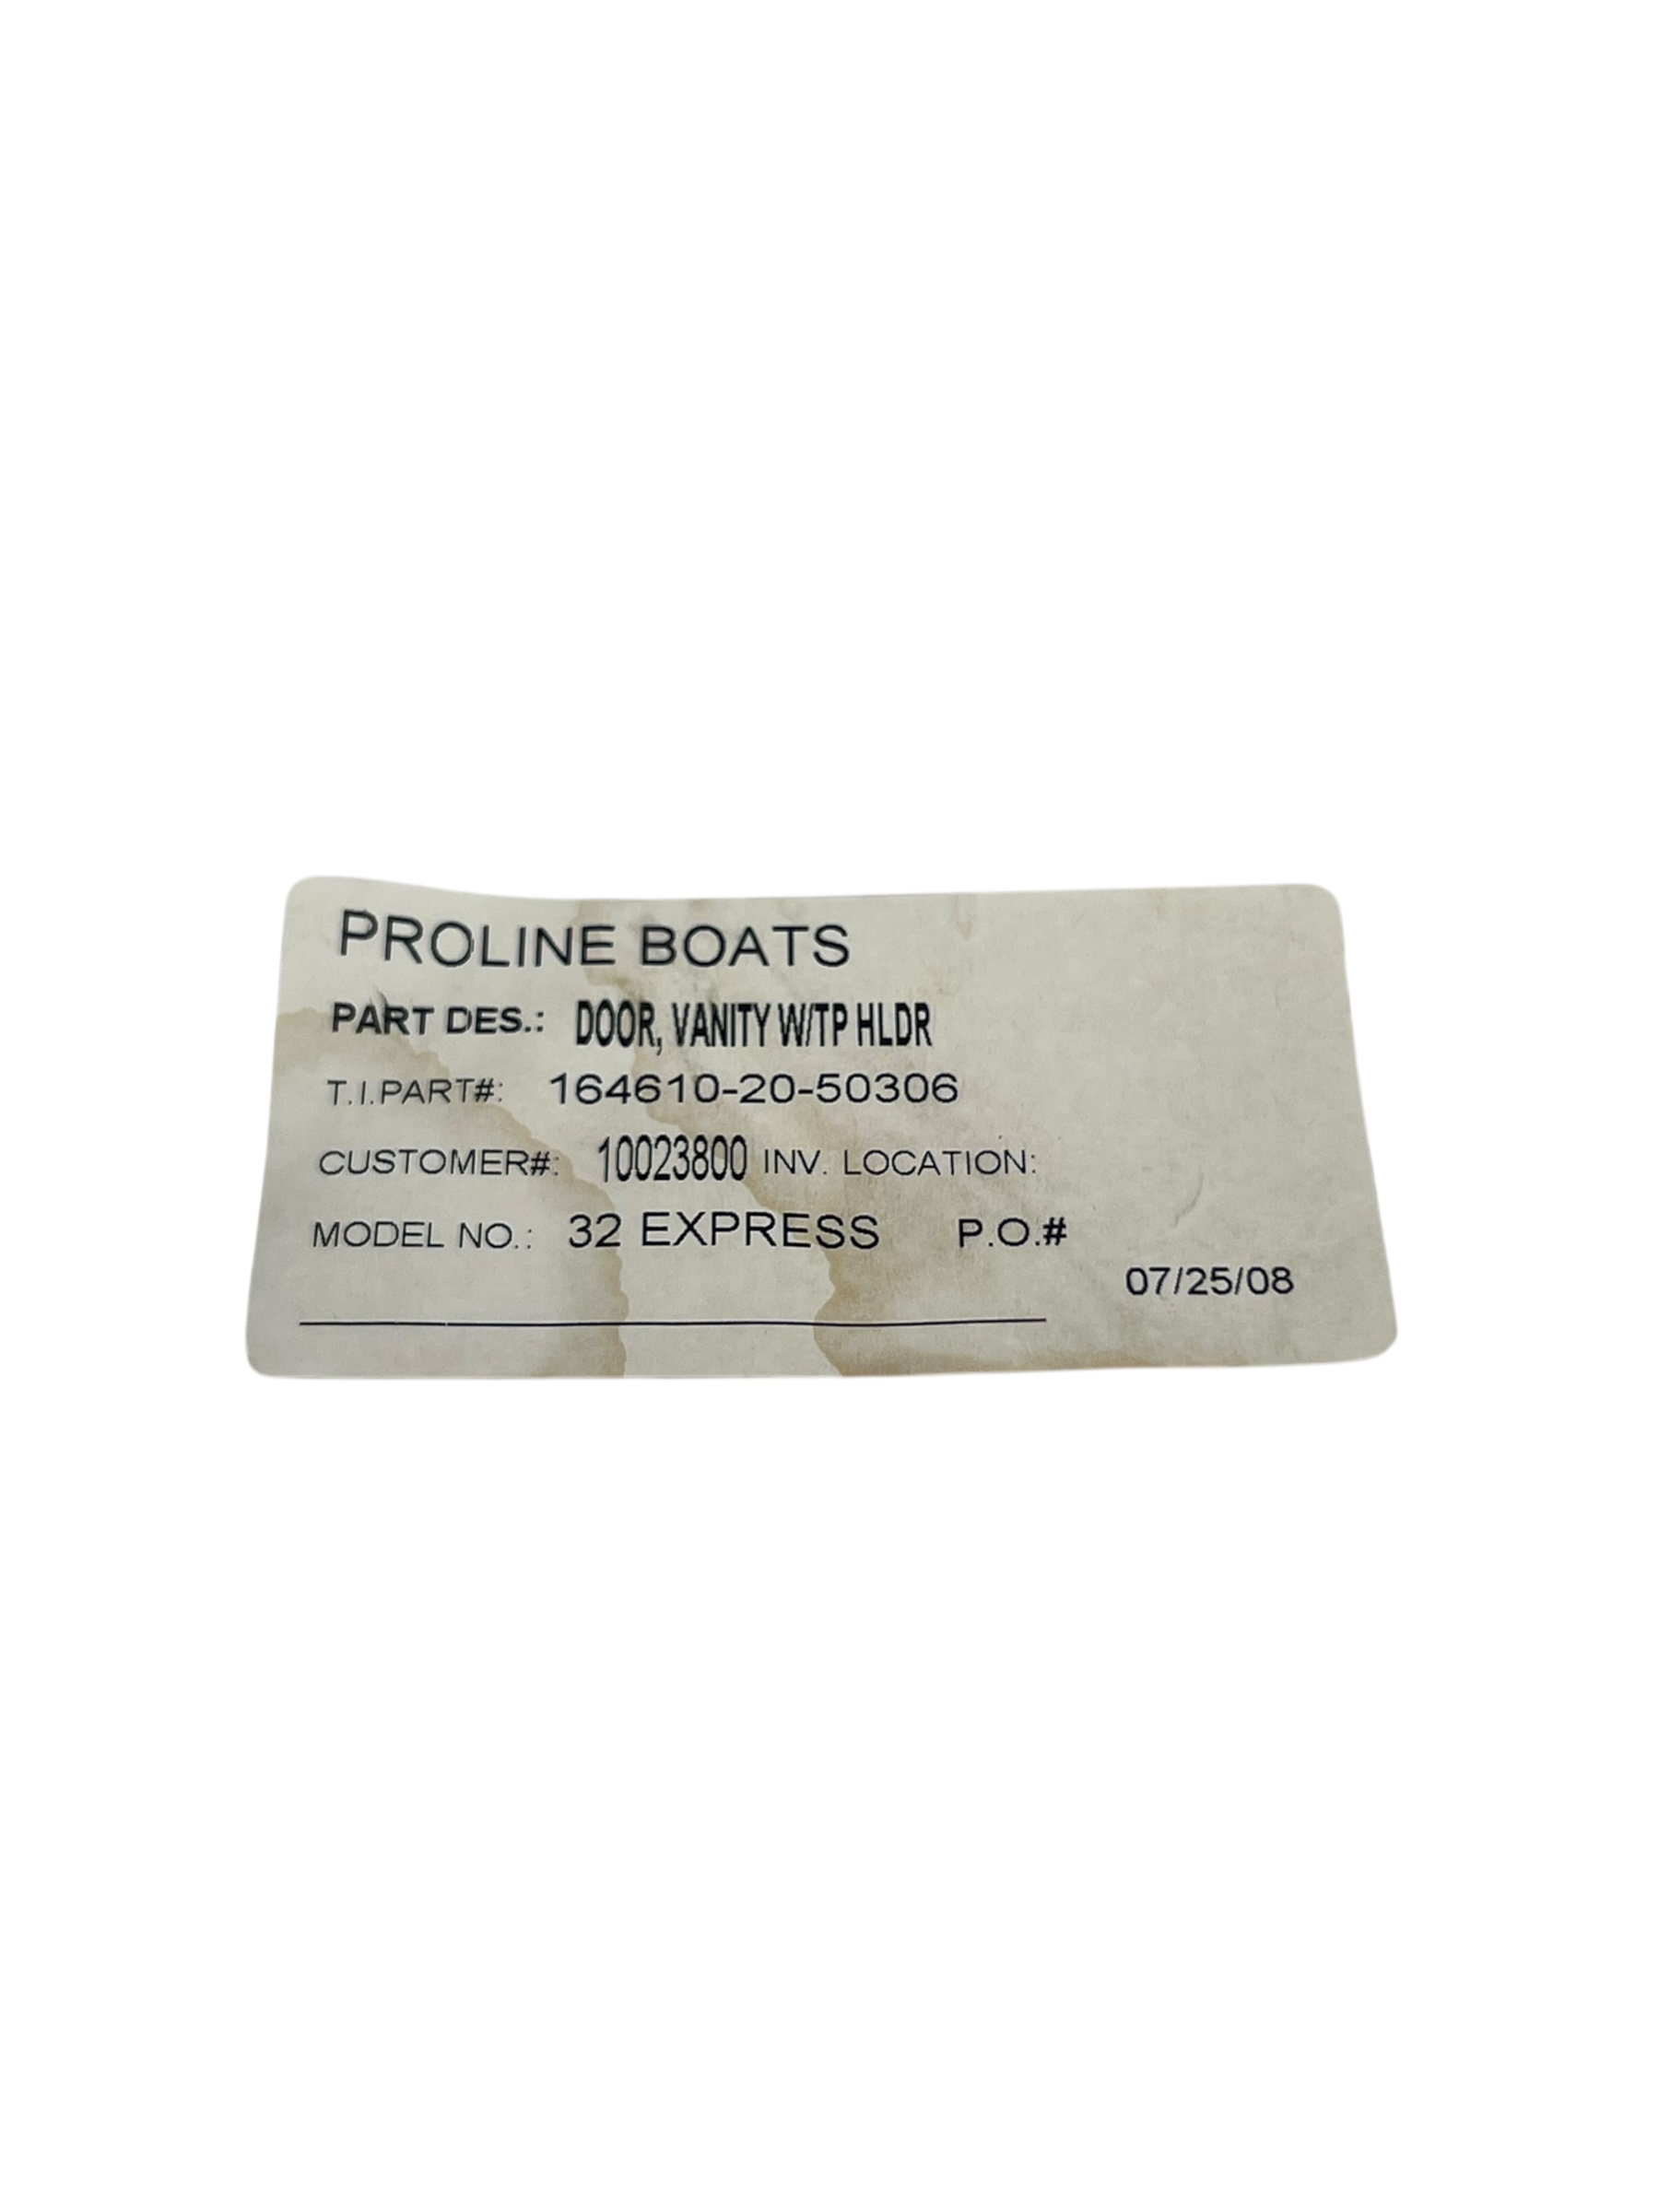 PROLINE BOATS
PART DES.: DOOR, VANITY W/TP HLDR
T.I.PART#: 164610-20-50306
CUSTOMER#: 10023800 INV. LOCATION:
MODEL NO.: 32 EXPRESS P.O.#
07/25/08